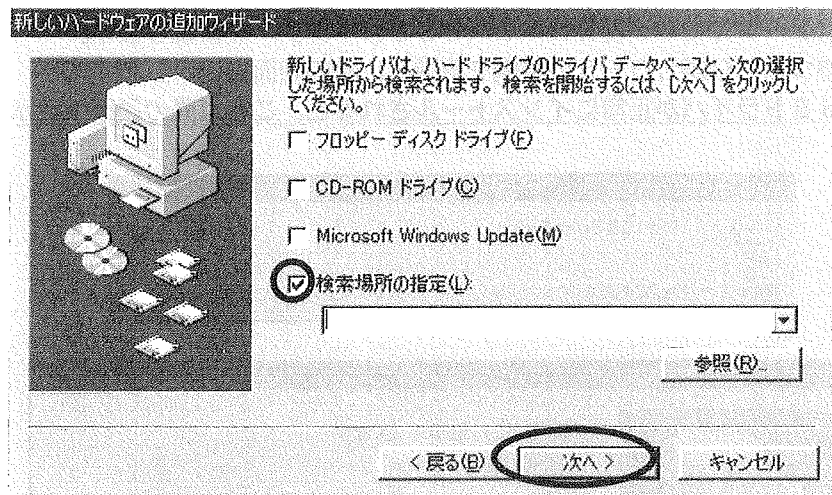 新しいハードウェアの追加ウィザード
新しいドライバは、ハード ドライブのドライバ データベースと、次の選択
した場所から検索されます。 検索を開始するには、[次へ] をクリックし
てください。
フロッピー ディスク ドライブ(F)
CD-ROM ドライブ(C)
Microsoft Windows Update(M)
検索場所の指定(L):
参照(R)...
< 戻る(B)
次へ >
キャンセル